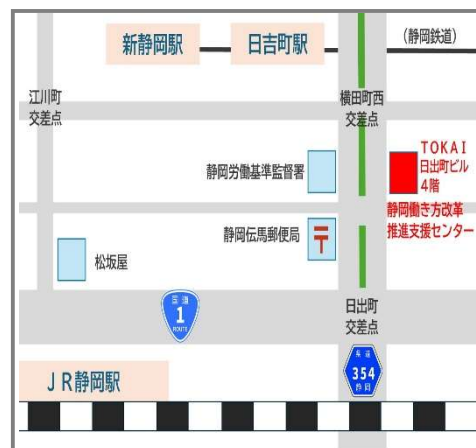 新静岡駅
日吉町駅
（静岡鉄道）
江川町
交差点
横田町西
交差点
TOKAI
日出町ビル
4階
静岡労働基準監督署
静岡働き方改革
推進支援センター
静岡伝馬郵便局
松坂屋
国道
1
ROUTE
日出町
交差点
県道
354
静岡
JR静岡駅